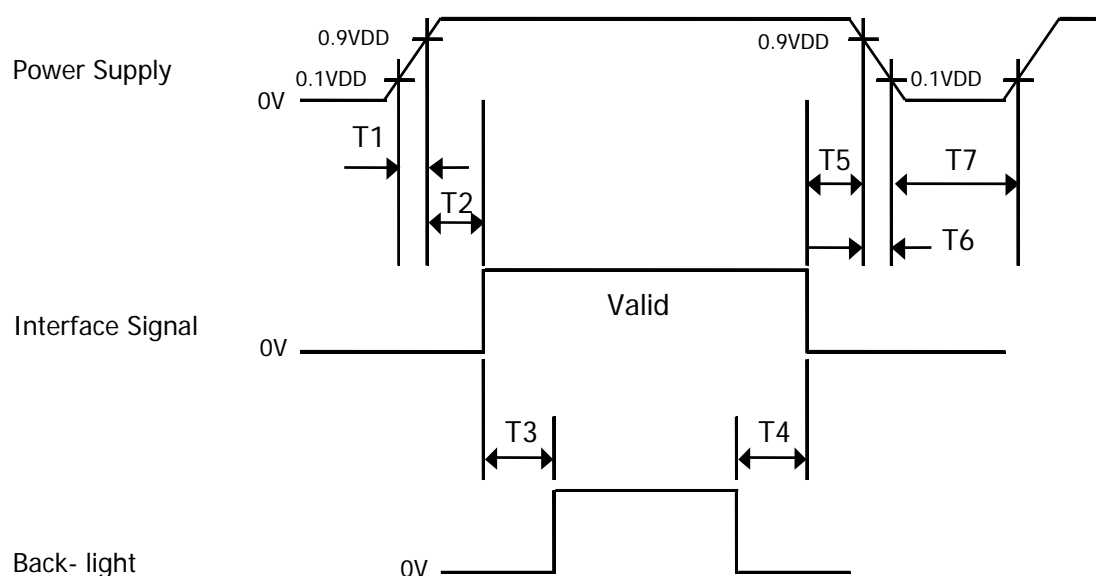 0.9VDD
0.9VDD
Power Supply
0.1VDD
0.1VDD
0V
T1
T5
T7
T2
T6
Valid
Interface Signal
0V
T3
T4
Back- light
0V